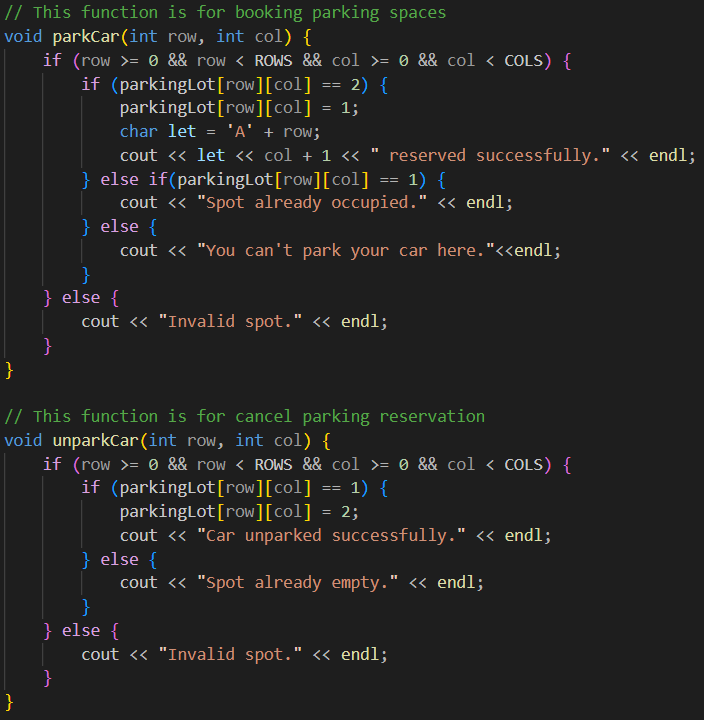 // This function is for booking parking spaces
void parkCar(int row, int col) {
    if (row >= 0 && row < ROWS && col >= 0 && col < COLS) {
        if (parkingLot[row][col] == 2) {
            parkingLot[row][col] = 1;
            char let = 'A' + row;
            cout << let << col + 1 << " reserved successfully." << endl;
        } else if(parkingLot[row][col] == 1) {
            cout << "Spot already occupied." << endl;
        } else {
            cout << "You can't park your car here."<<endl;
        }
    } else {
        cout << "Invalid spot." << endl;
    }
}

// This function is for cancel parking reservation
void unparkCar(int row, int col) {
    if (row >= 0 && row < ROWS && col >= 0 && col < COLS) {
        if (parkingLot[row][col] == 1) {
            parkingLot[row][col] = 2;
            cout << "Car unparked successfully." << endl;
        } else {
            cout << "Spot already empty." << endl;
        }
    } else {
        cout << "Invalid spot." << endl;
    }
}